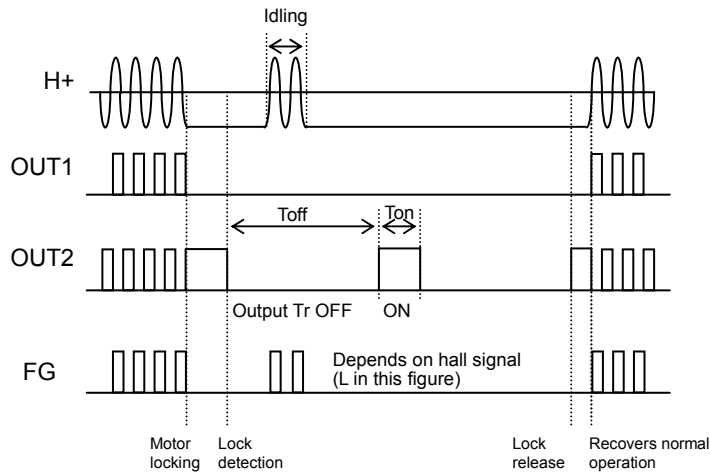 Idling
H+
OUT1
Toff
Ton
OUT2
Output Tr OFF
ON
FG
Depends on hall signal
(L in this figure)
Motor
locking
Lock
detection
Lock
release
Recovers normal
operation